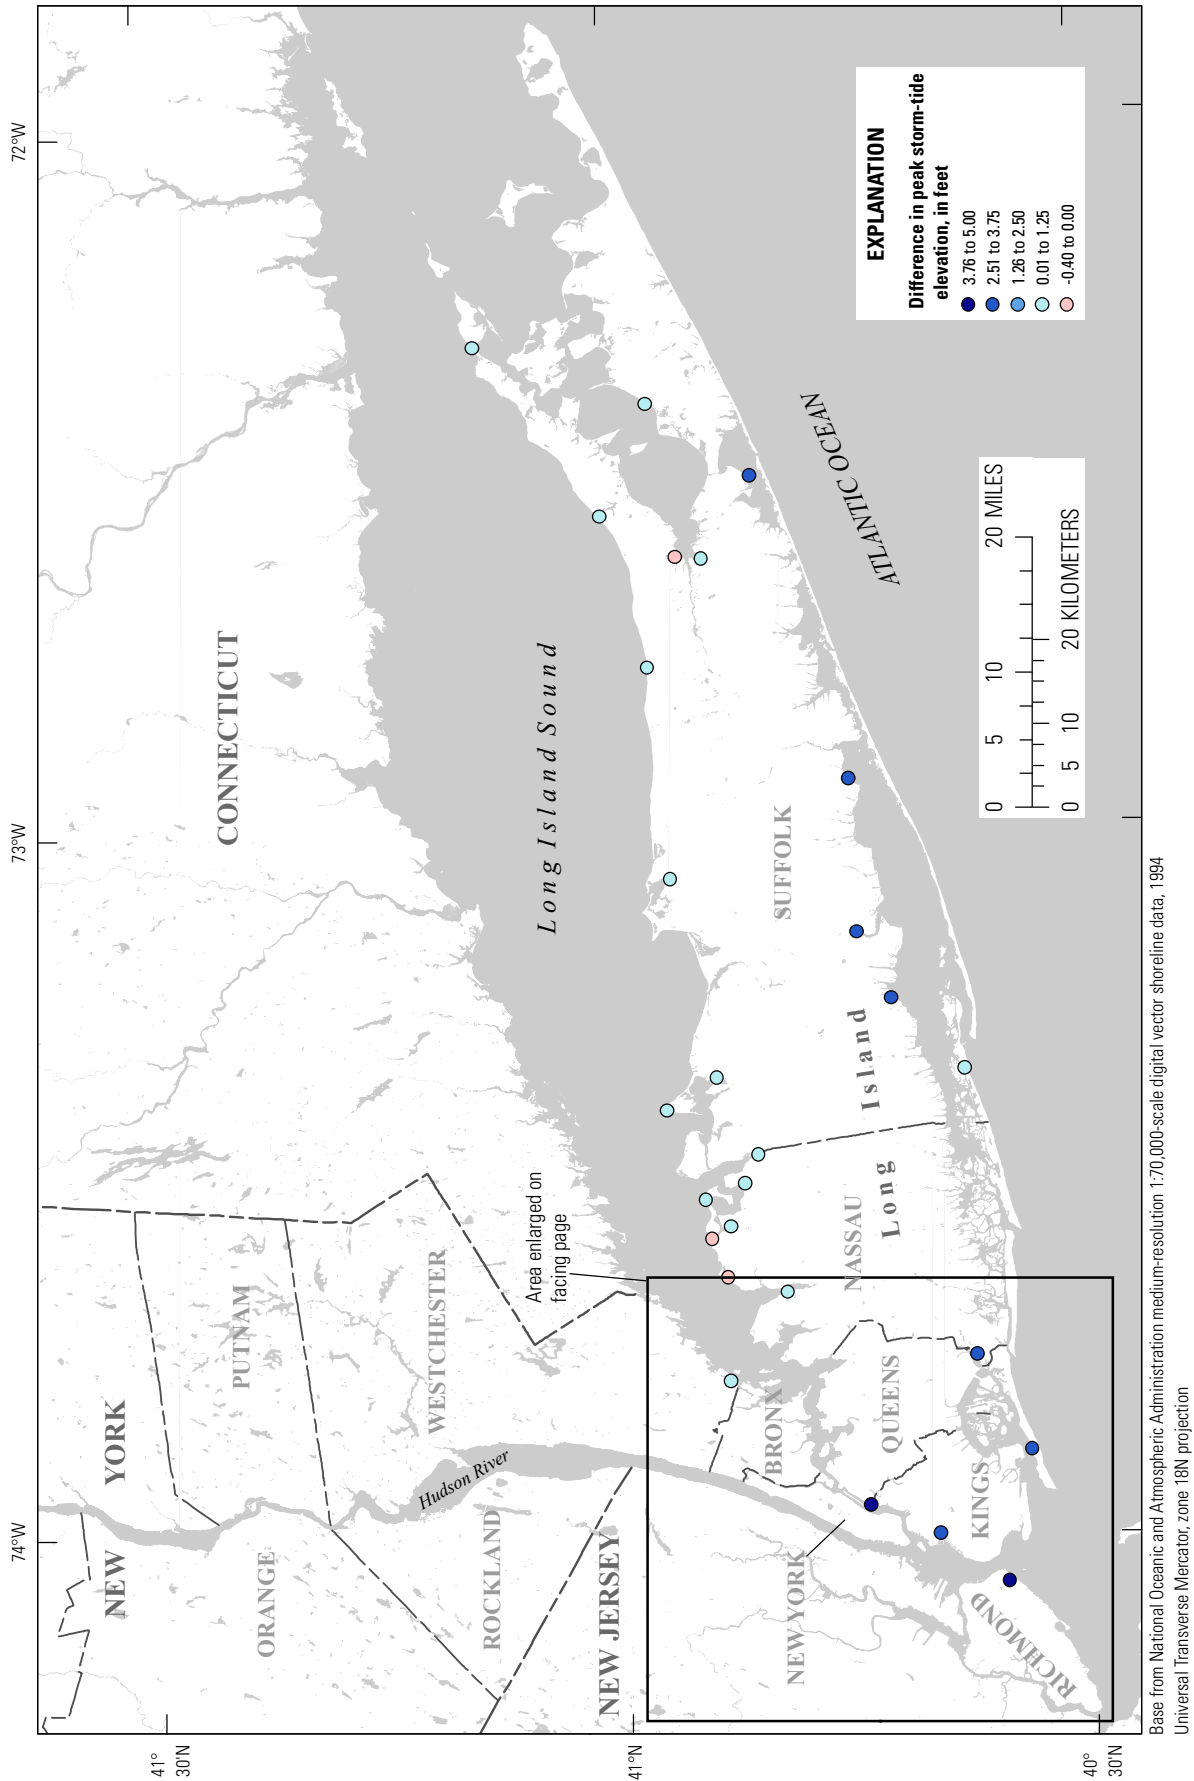 72°W
73°W
74°W
41°
30'N
41°N
40°
30'N
CONNECTICUT
NEW YORK
PUTNAM
ORANGE
WESTCHESTER
ROCKLAND
Hudson River
NEW JERSEY
Long Island Sound
Area enlarged on
facing page
BRONX
NEW YORK
QUEENS
KINGS
RICHMOND
NASSAU
SUFFOLK
Long Island
ATLANTIC OCEAN
EXPLANATION
Difference in peak storm-tide
elevation, in feet
3.76 to 5.00
2.51 to 3.75
1.26 to 2.50
0.01 to 1.25
-0.40 to 0.00
0 5 10 20 MILES
0 5 10 20 KILOMETERS
Base from National Oceanic and Atmospheric Administration medium-resolution 1:70,000-scale digital vector shoreline data, 1994
Universal Transverse Mercator, zone 18N projection